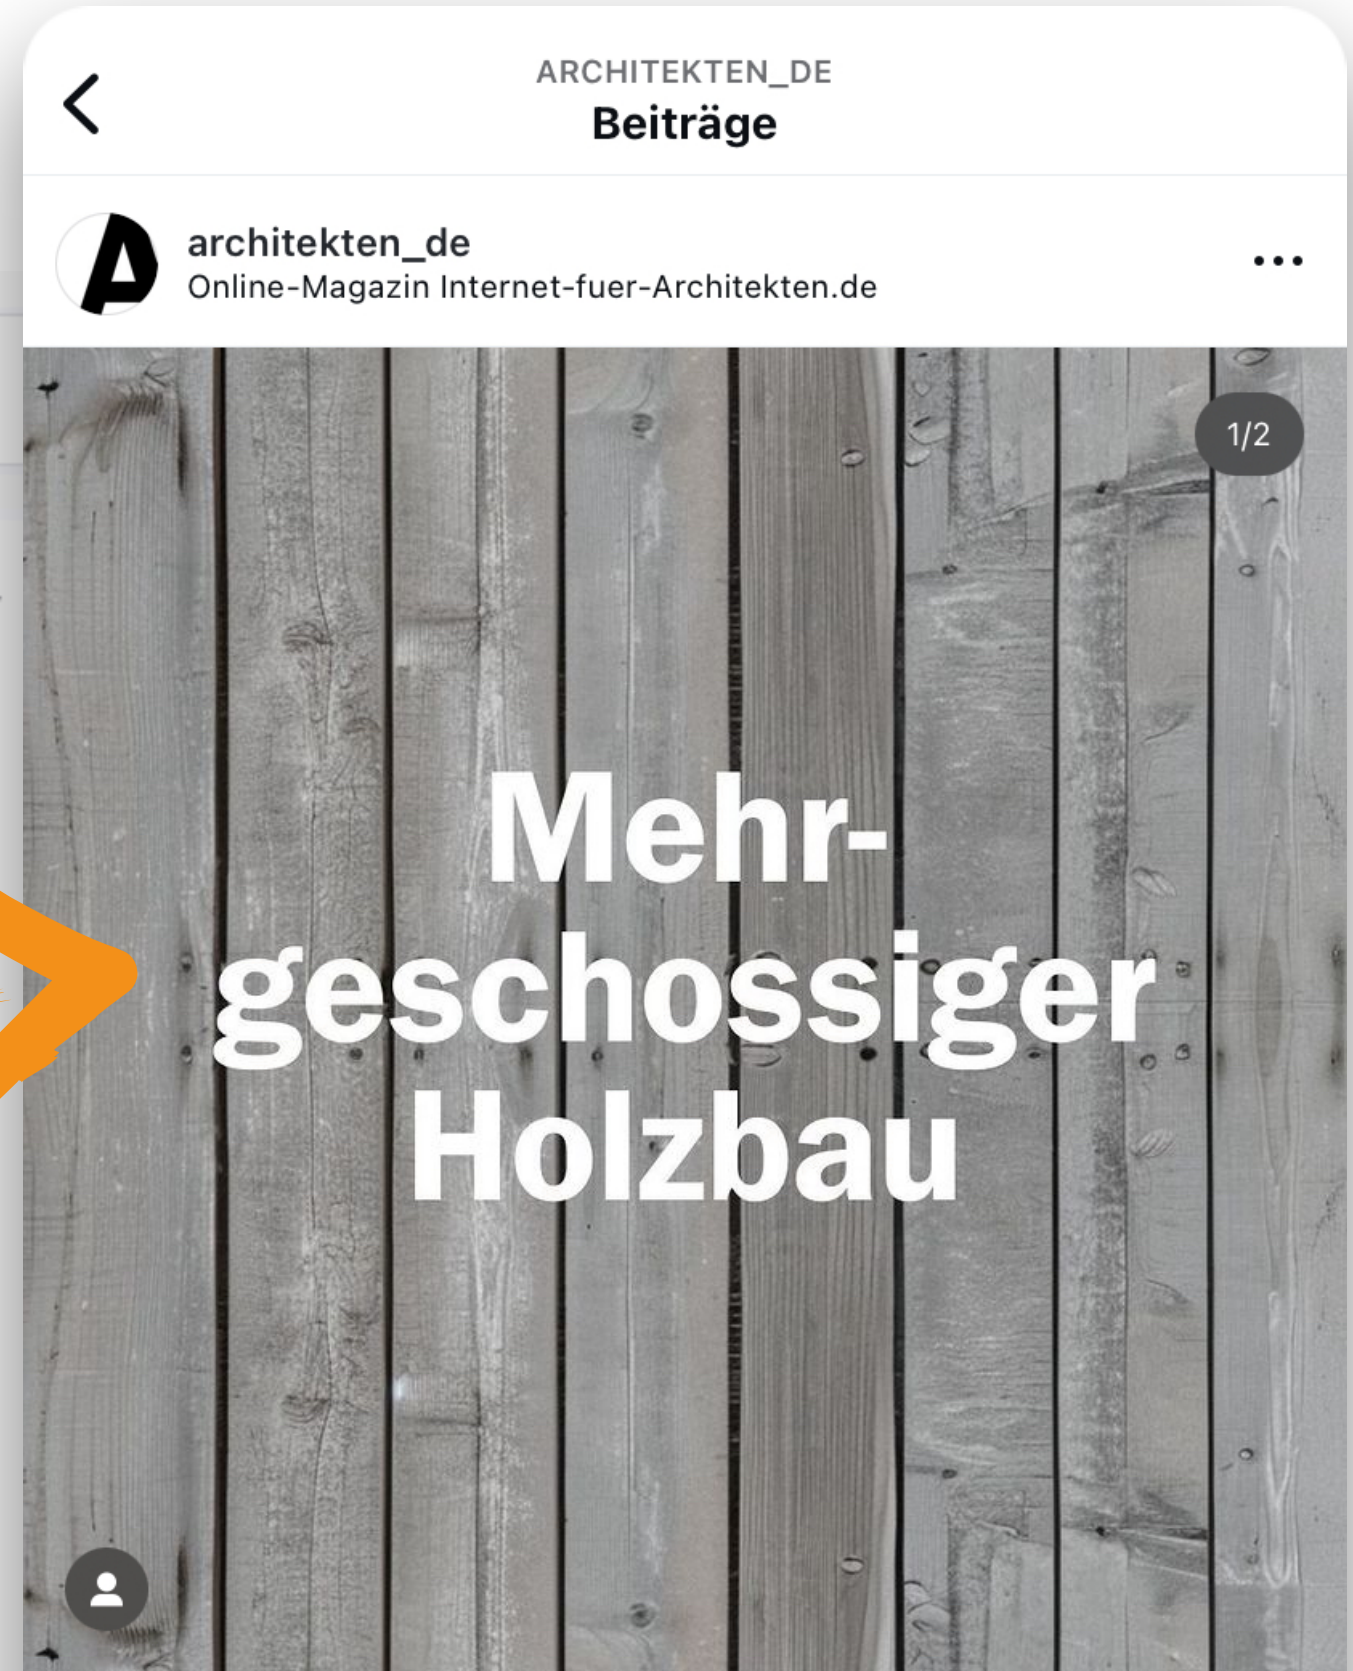 ARCHITEKTEN_DE
Beiträge
architekten_de
Online-Magazin Internet-fuer-Architekten.de
1/2
Mehr-
geschossiger
Holzbau